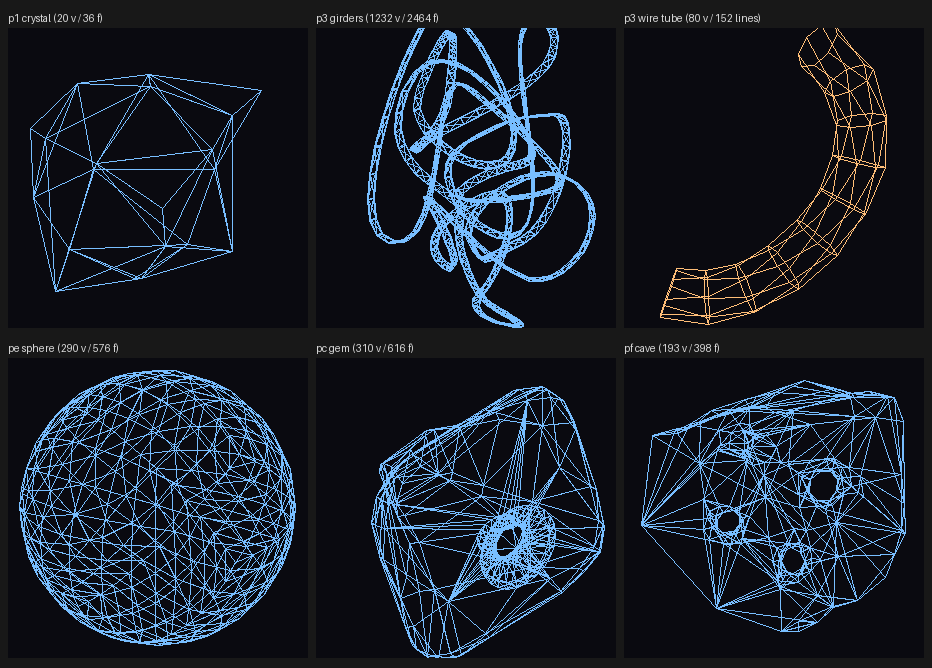 p1 crystal (20 v / 36 f)
p3 girders (1232 v / 2464 f)
p3 wire tube (80 v / 152 lines)
pe sphere (290 v / 576 f)
pc gem (310 v / 616 f)
pf cave (193 v / 398 f)